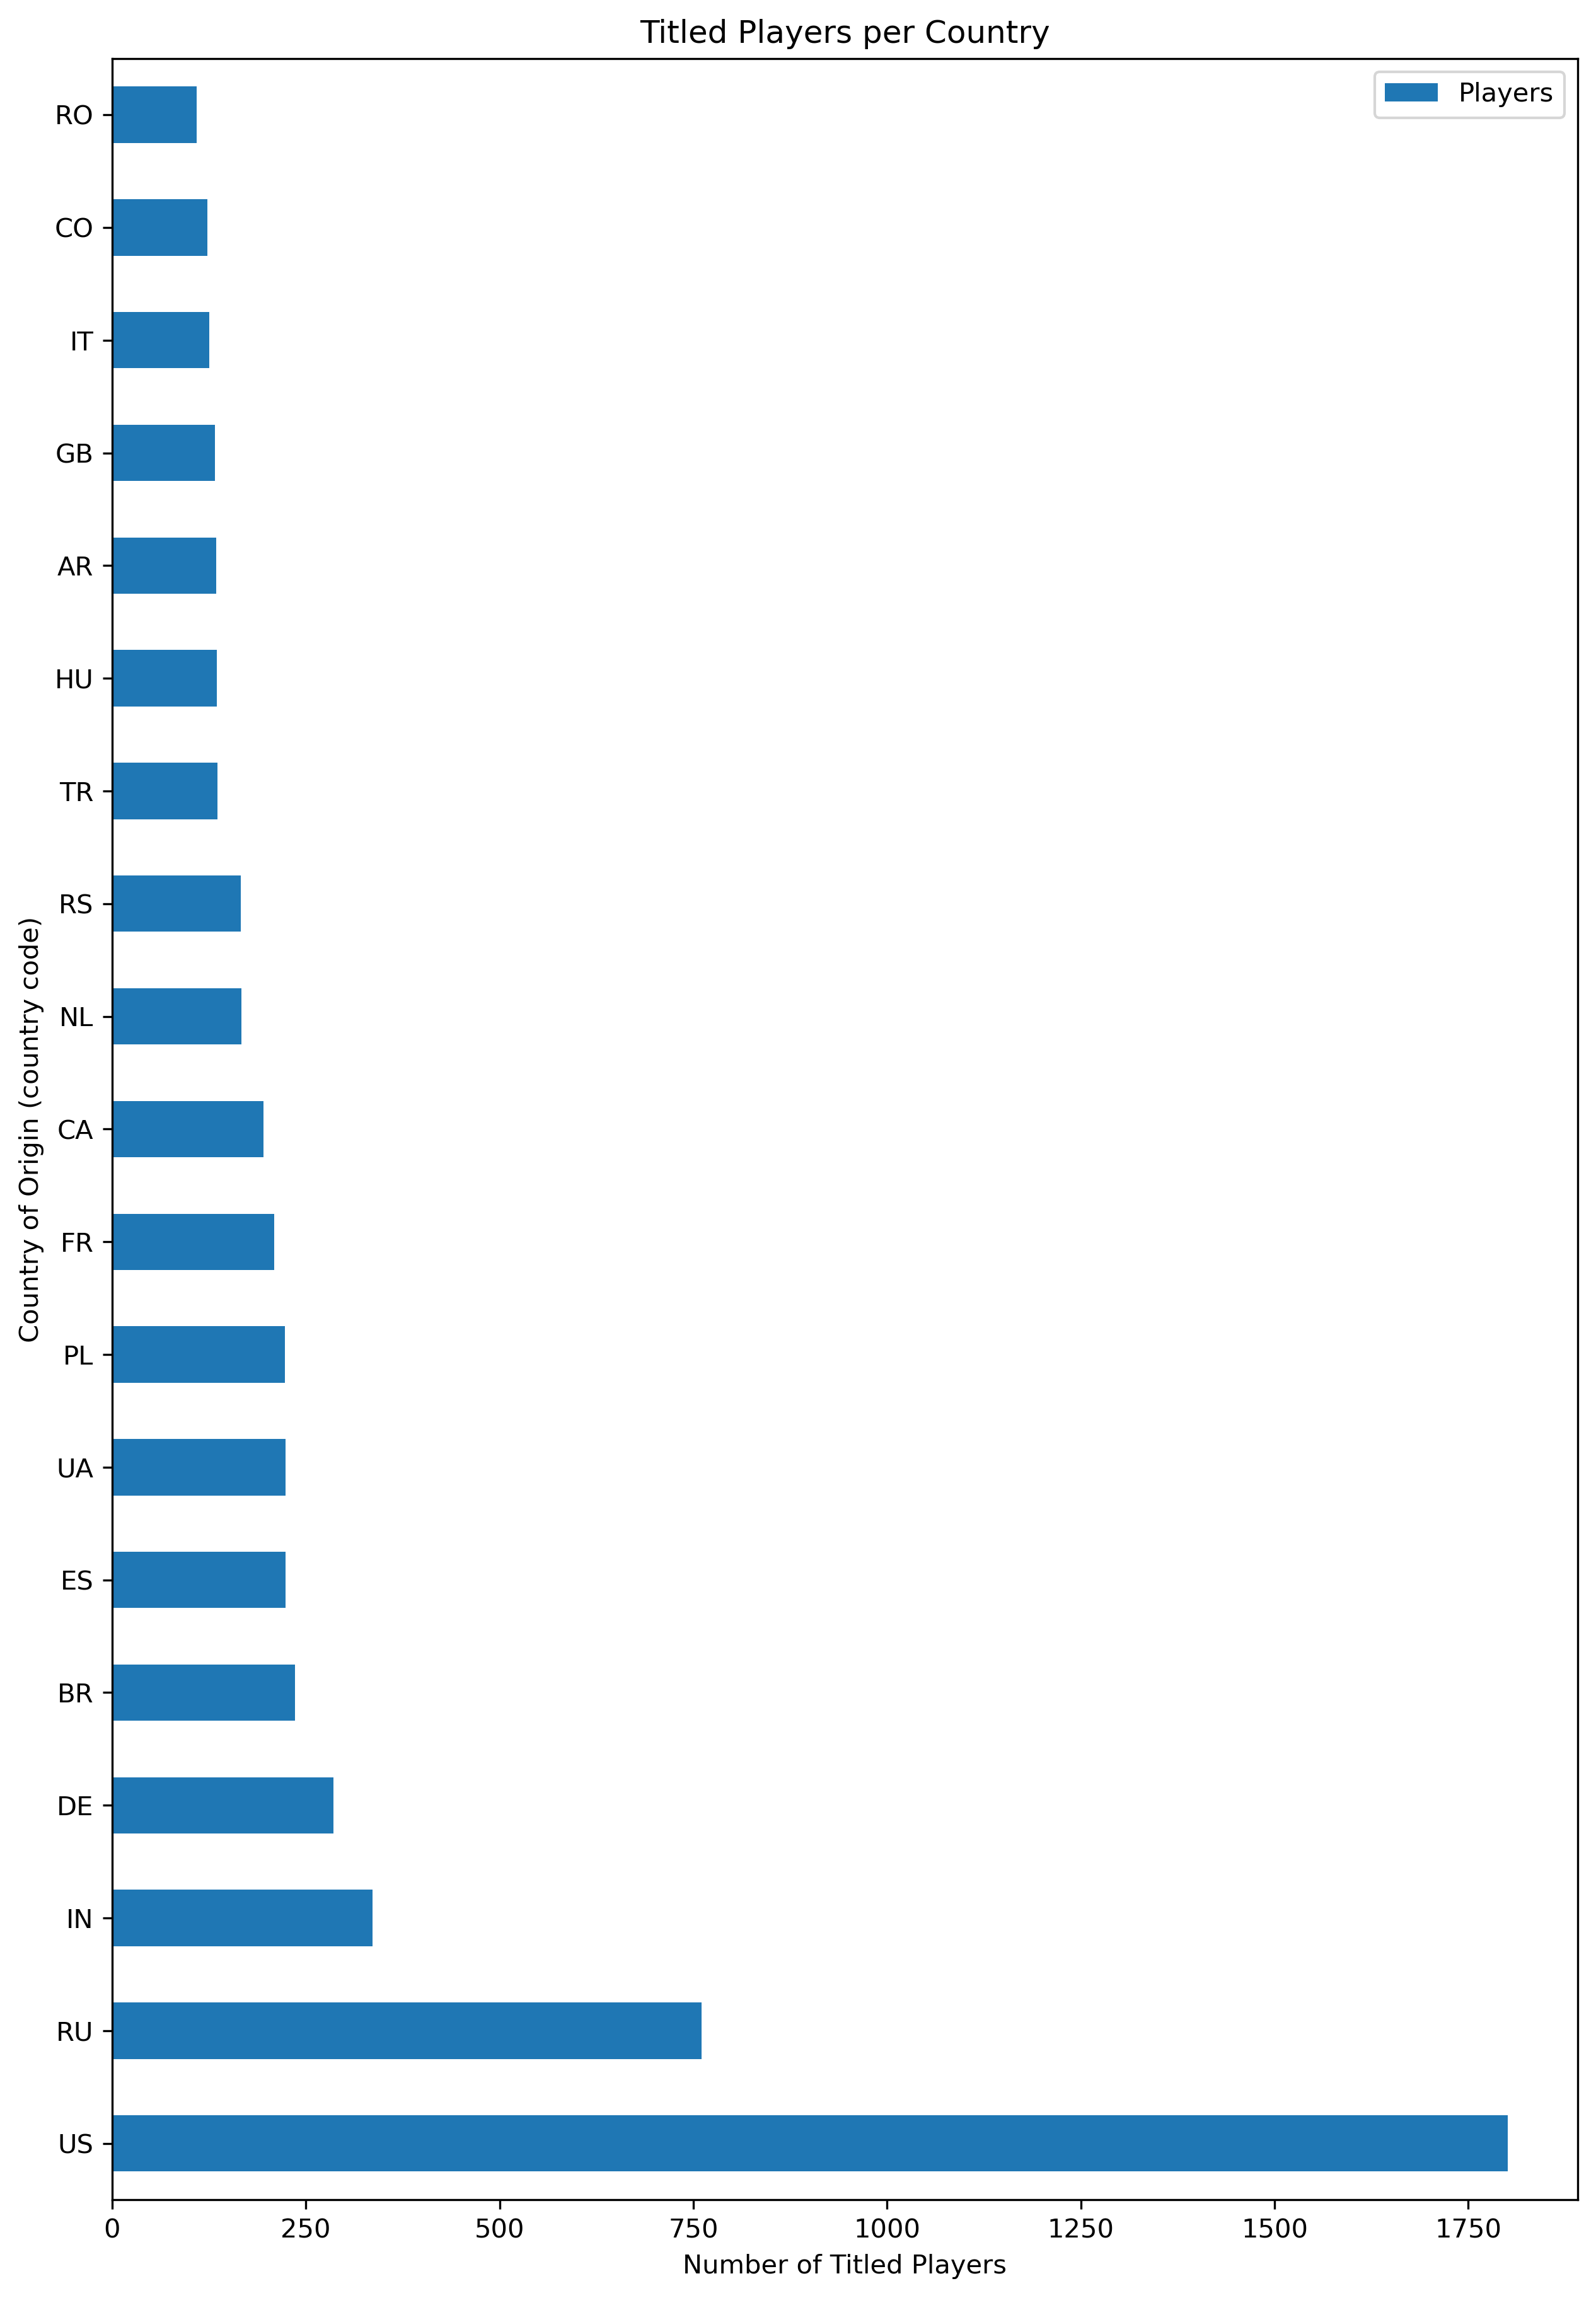 Titled Players per Country
Players
RO
CO
IT
GB
AR
HU
TR
RS
NL
CA
FR
PL
UA
ES
BR
DE
IN
RU
US
Country of Origin (country code)
0 250 500 750 1000 1250 1500 1750
Number of Titled Players